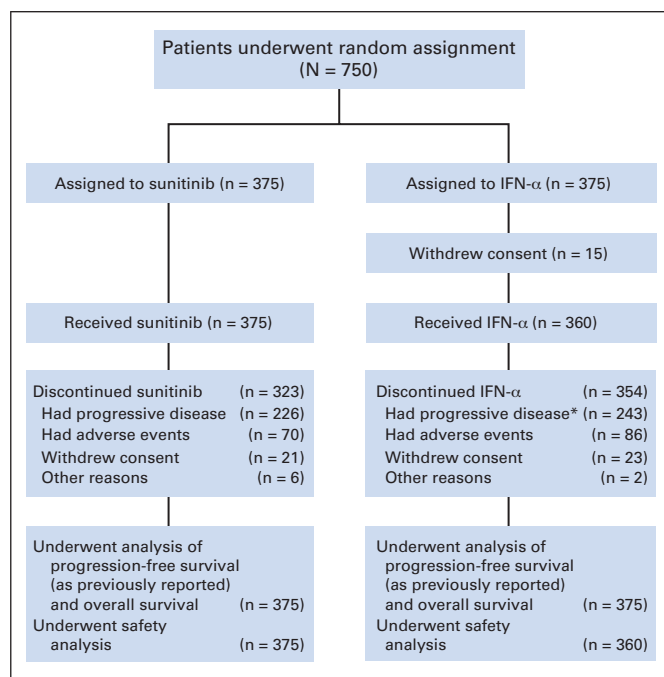 Patients underwent random assignment
(N = 750)
Assigned to sunitinib (n = 375)
Assigned to IFN-α (n = 375)
Withdrew consent (n = 15)
Received sunitinib (n = 375)
Received IFN-α (n = 360)
Discontinued sunitinib (n = 323)
Had progressive disease (n = 226)
Had adverse events (n = 70)
Withdrew consent (n = 21)
Other reasons (n = 6)
Discontinued IFN-α (n = 354)
Had progressive disease* (n = 243)
Had adverse events (n = 86)
Withdrew consent (n = 23)
Other reasons (n = 2)
Underwent analysis of
progression-free survival
(as previously reported)
and overall survival (n = 375)
Underwent safety
analysis (n = 375)
Underwent analysis of
progression-free survival
(as previously reported)
and overall survival (n = 375)
Underwent safety
analysis (n = 360)